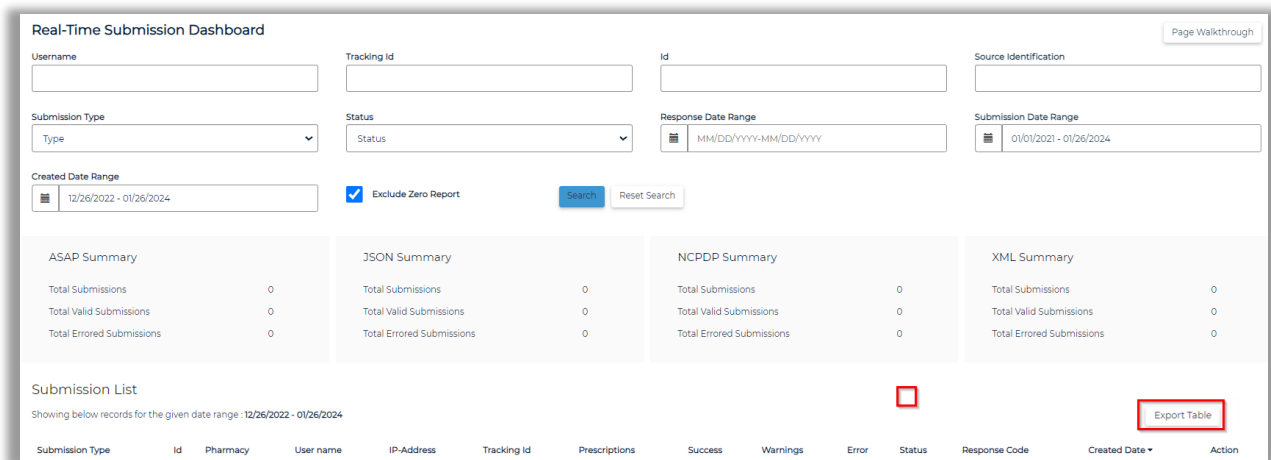 Real-Time Submission Dashboard
Page Walkthrough
Username Tracking Id Id Source Identification
Submission Type Status Response Date Range Submission Date Range
Type Status MM/DD/YYYY-MM/DD/YYYY 01/01/2021 - 01/26/2024
Created Date Range
12/26/2022 - 01/26/2024 Exclude Zero Report Search Reset Search
ASAP Summary JSON Summary NCPDP Summary XML Summary
Total Submissions 0 Total Submissions 0 Total Submissions 0 Total Submissions 0
Total Valid Submissions 0 Total Valid Submissions 0 Total Valid Submissions 0 Total Valid Submissions 0
Total Errored Submissions 0 Total Errored Submissions 0 Total Errored Submissions 0 Total Errored Submissions 0
Submission List
Showing below records for the given date range : 12/26/2022 - 01/26/2024
Export Table
Submission Type Id Pharmacy User name IP-Address Tracking Id Prescriptions Success Warnings Error Status Response Code Created Date Action